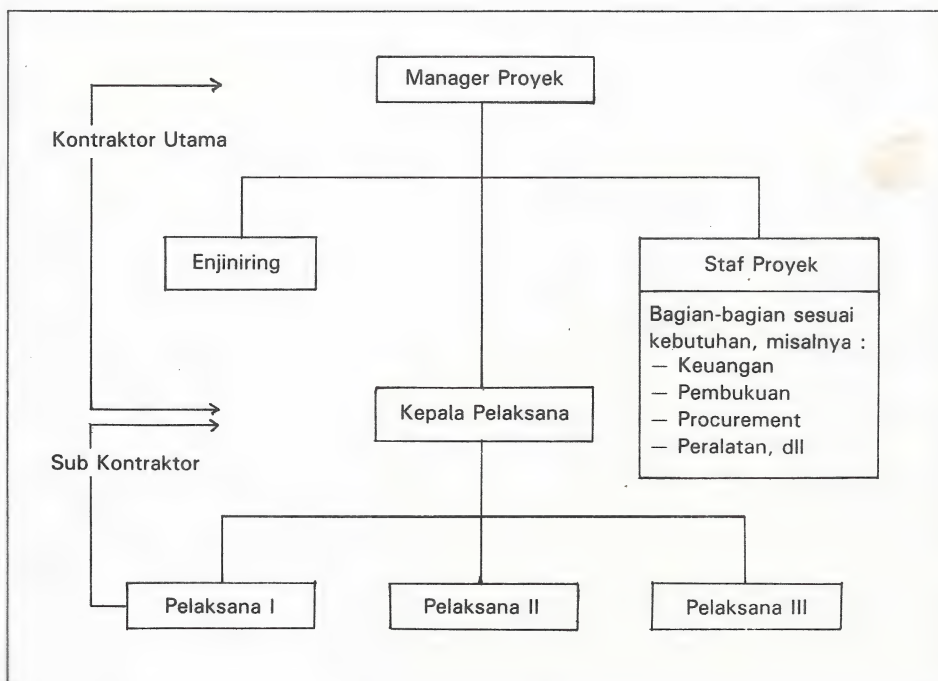 Manager Proyek
Kontraktor Utama
Enjiniring
Staf Proyek
Bagian-bagian sesuai
kebutuhan, misalnya :
— Keuangan
— Pembukuan
— Procurement
— Peralatan, dll
Kepala Pelaksana
Sub Kontraktor
Pelaksana I
Pelaksana II
Pelaksana III